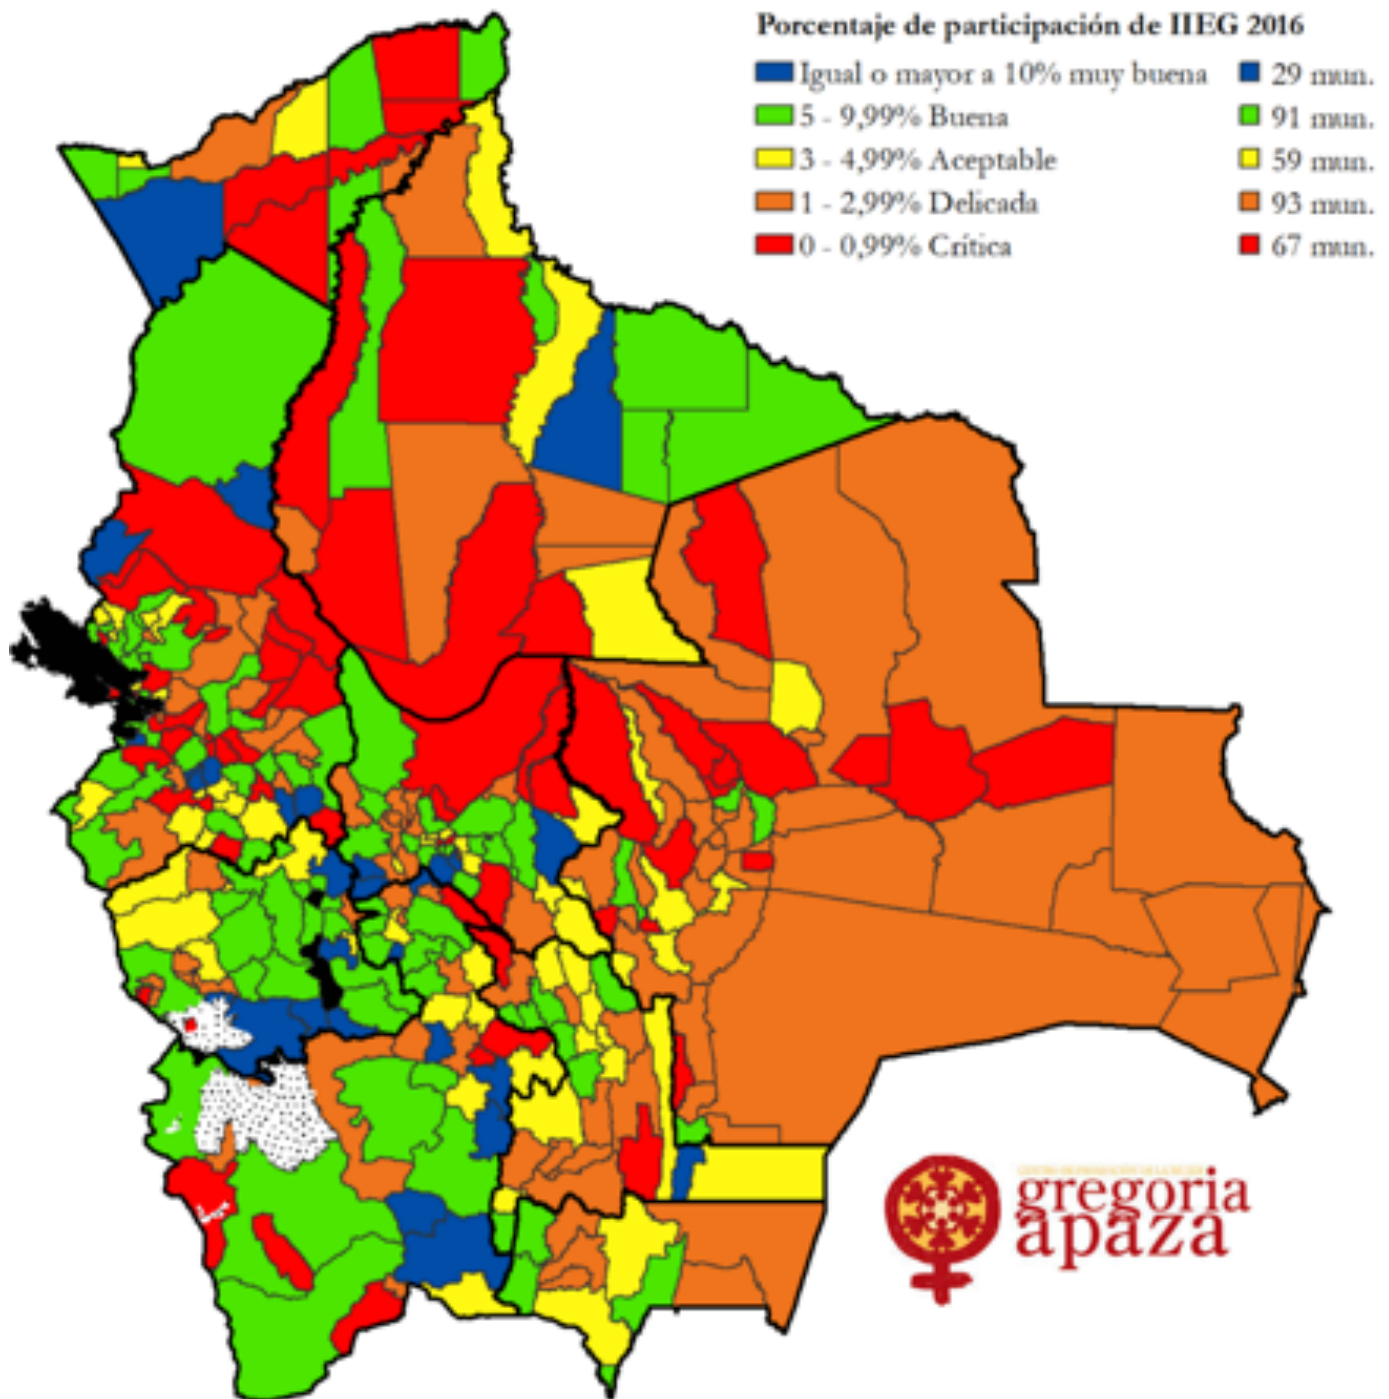 Porcentaje de participación de IIEG 2016
Igual o mayor a 10% muy buena 29 mun.
5 - 9,99% Buena 91 mun.
3 - 4,99% Aceptable 59 mun.
1 - 2,99% Delicada 93 mun.
0 - 0,99% Crítica 67 mun.
gregoria
apaza